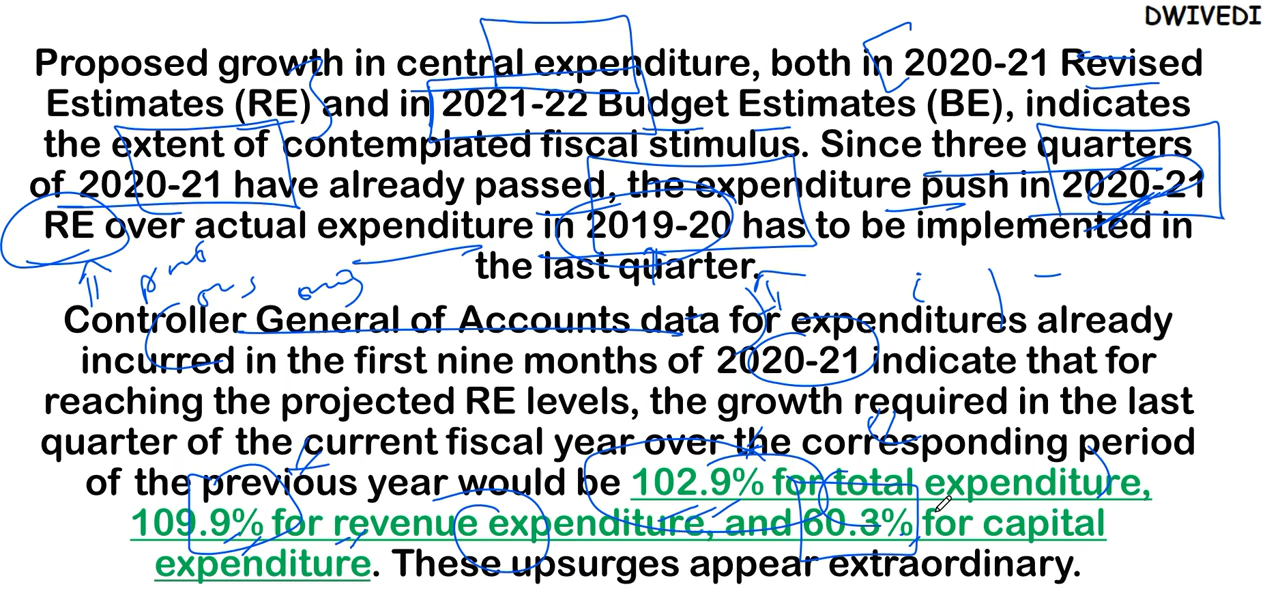 DWIVEDI
Proposed growth in central expenditure, both in 2020-21 Revised
Estimates (RE) and in 2021-22 Budget Estimates (BE), indicates
the extent of contemplated fiscal stimulus. Since three quarters
of 2020-21 have already passed, the expenditure push in 2020-21
RE over actual expenditure in 2019-20 has to be implemented in
the last quarter.
Controller General of Accounts data for expenditures already
incurred in the first nine months of 2020-21 indicate that for
reaching the projected RE levels, the growth required in the last
quarter of the current fiscal year over the corresponding period
of the previous year would be 102.9% for total expenditure,
109.9% for revenue expenditure, and 60.3% for capital
expenditure. These upsurges appear extraordinary.